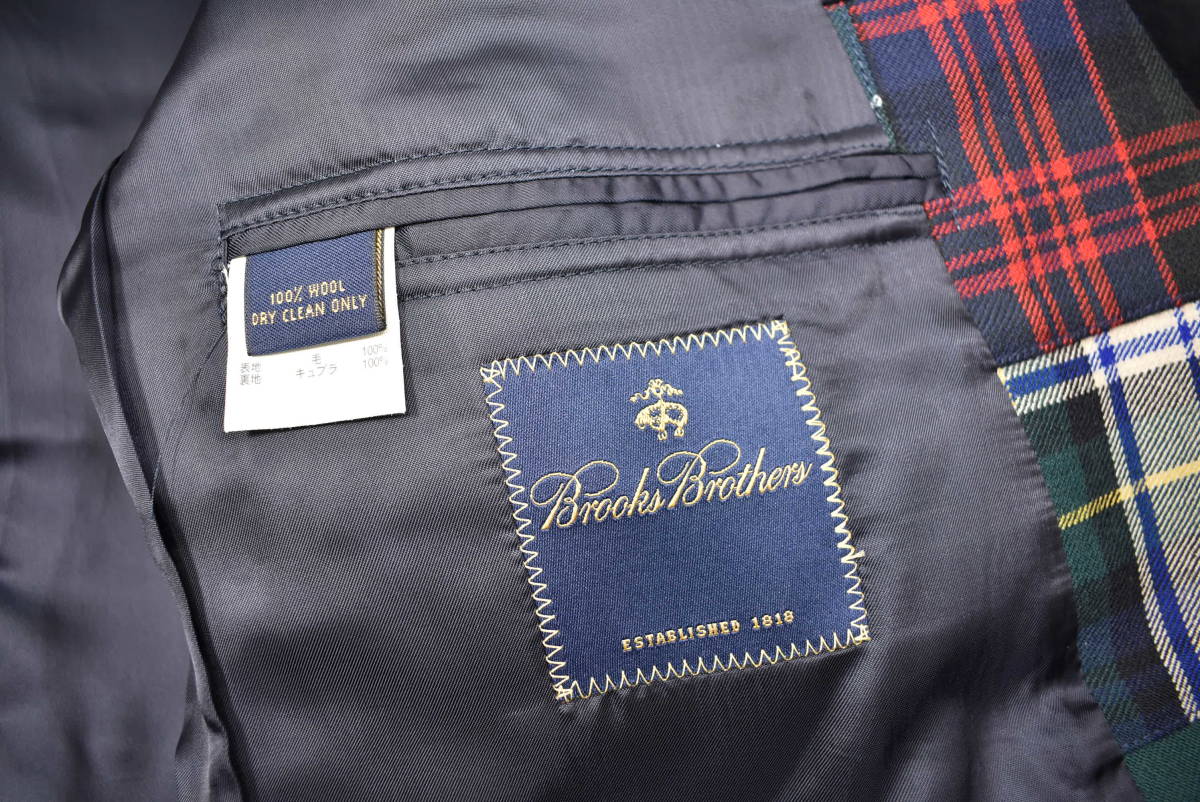 100% WOOL
DRY CLEAN ONLY
表地 毛 100%
裏地 キュプラ 100%
Brooks Brothers
ESTABLISHED 1818